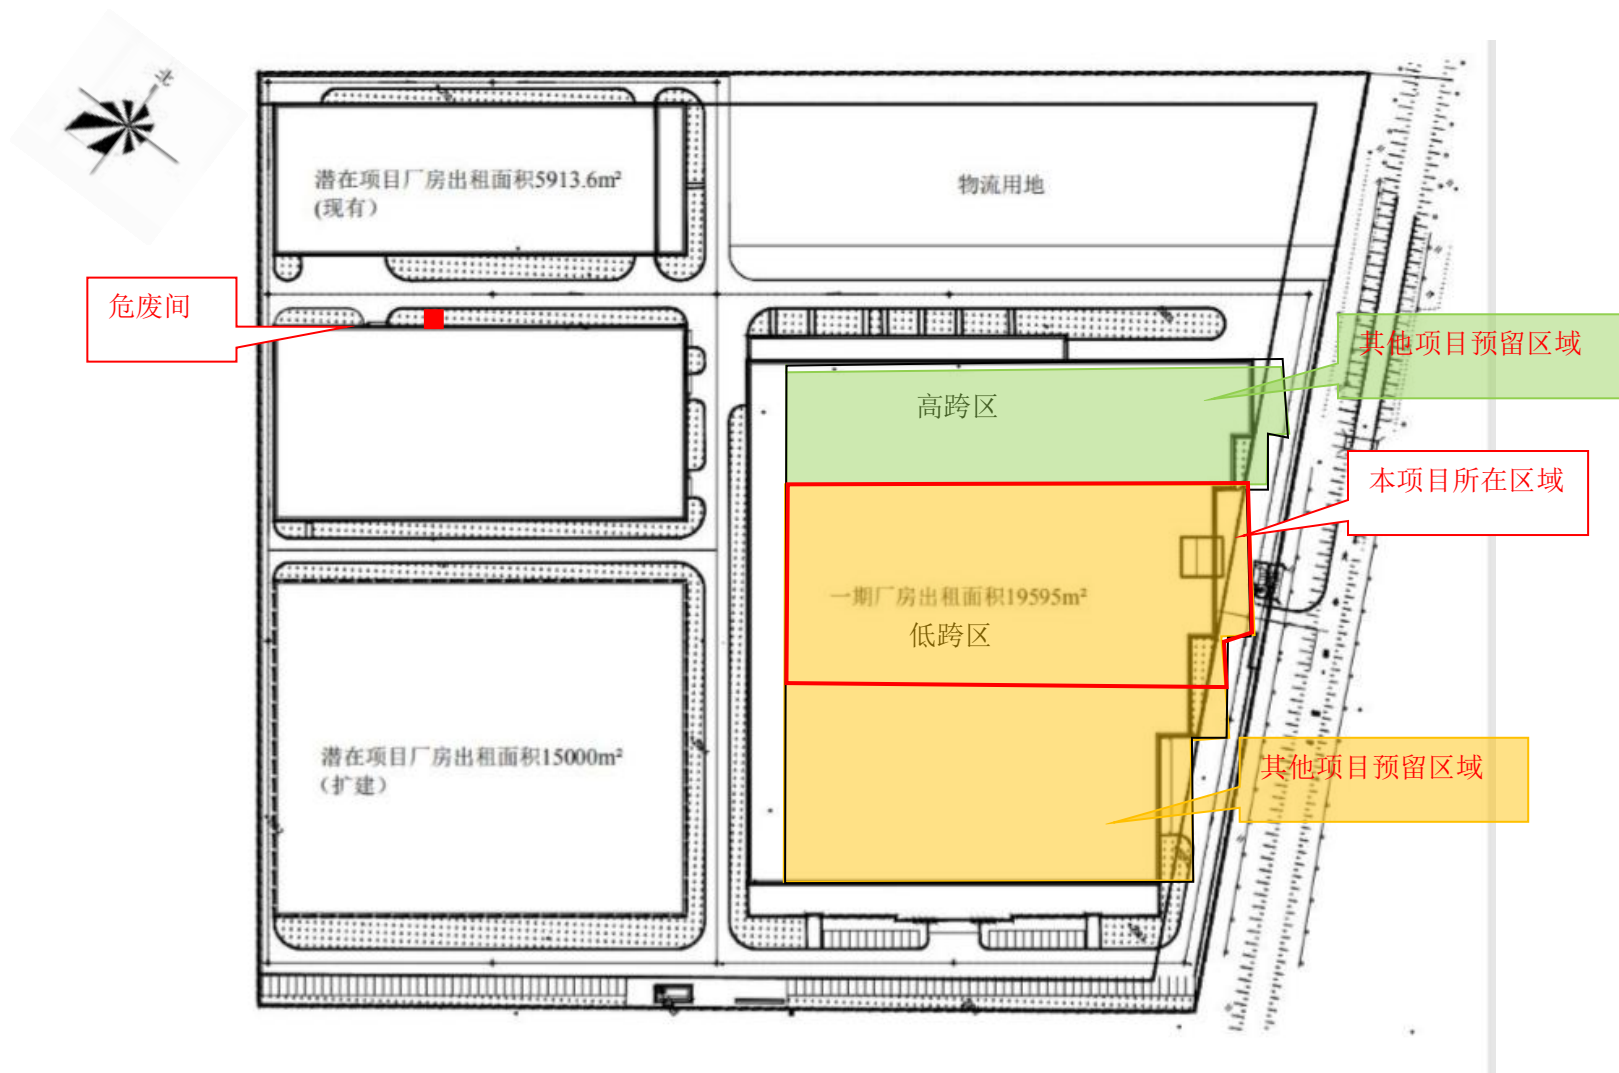 北
潜在项目厂房出租面积5913.6m²
(现有）
物流用地
危废间
其他项目预留区域
高跨区
本项目所在区域
一期厂房出租面积19595m²
低跨区
潜在项目厂房出租面积15000m²
（扩建）
其他项目预留区域